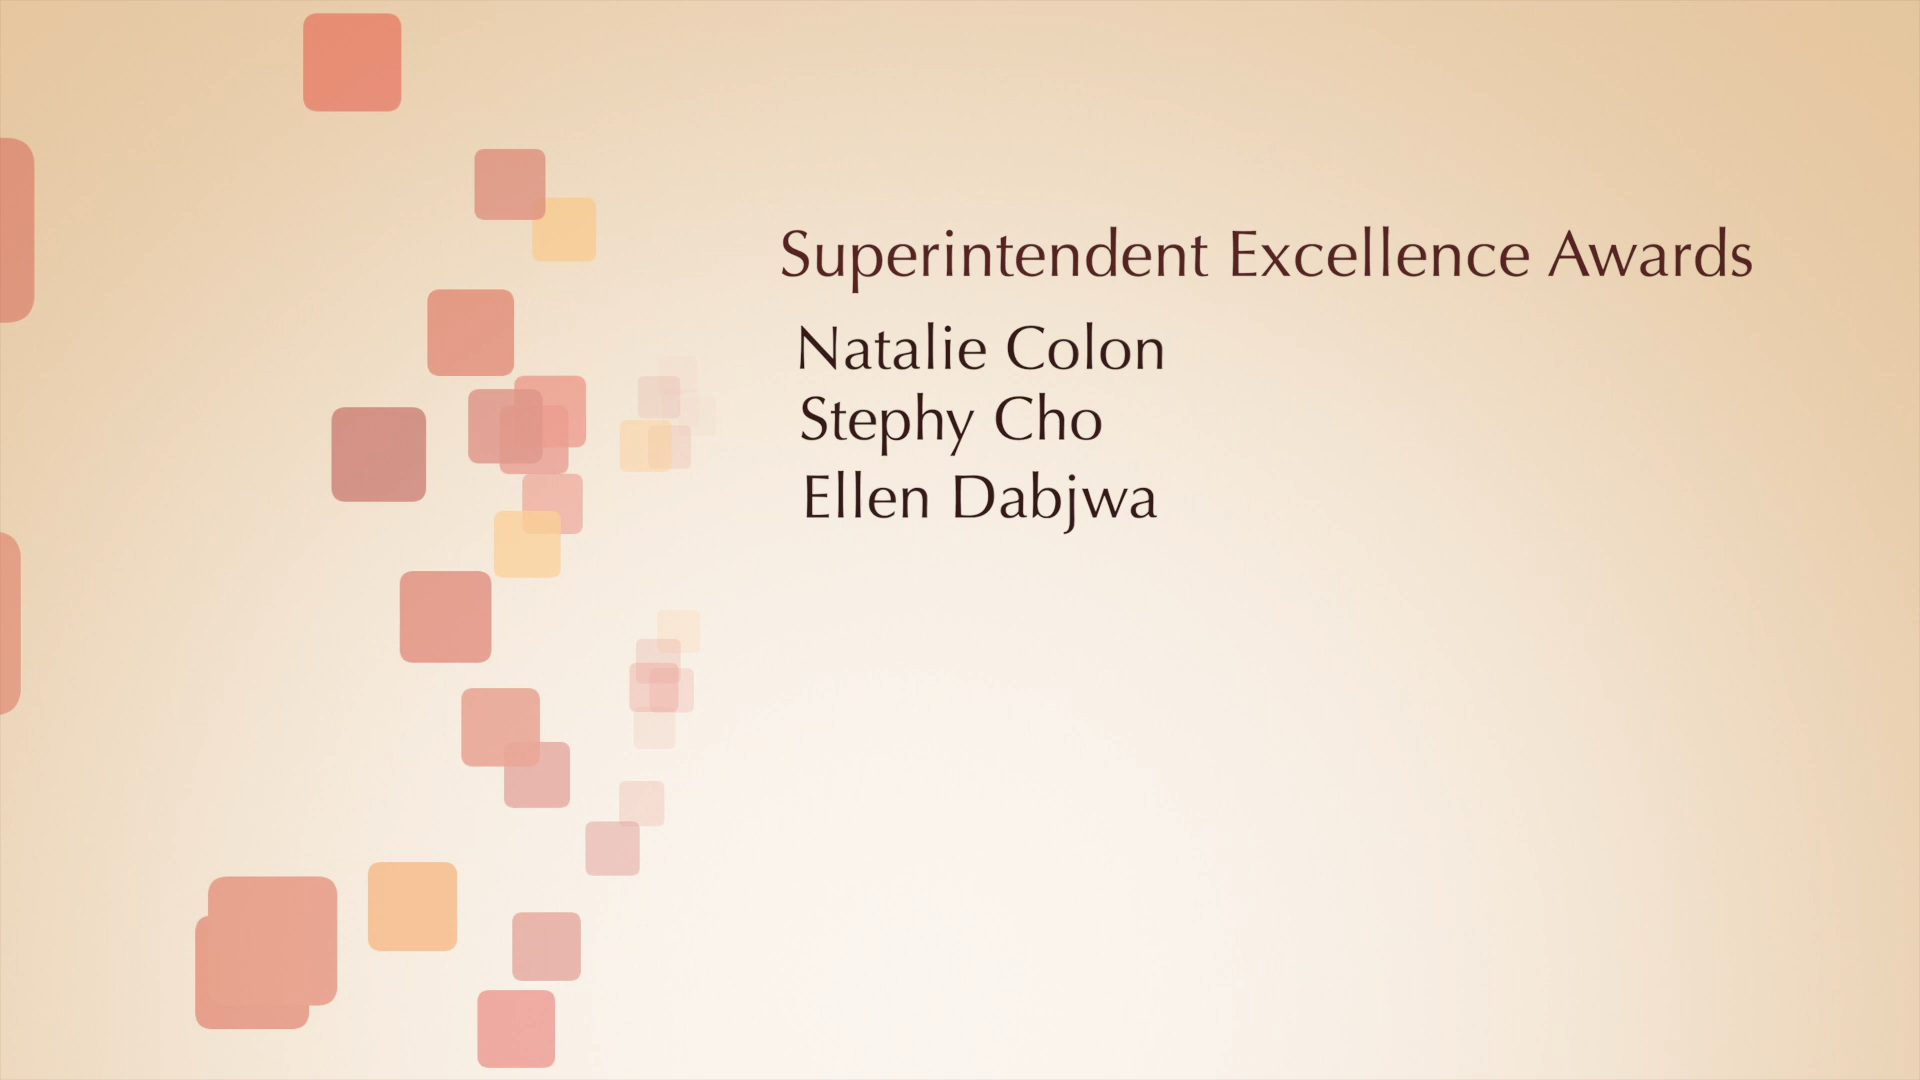 Superintendent Excellence Awards
Natalie Colon
Stephy Cho
Ellen Dabjwa